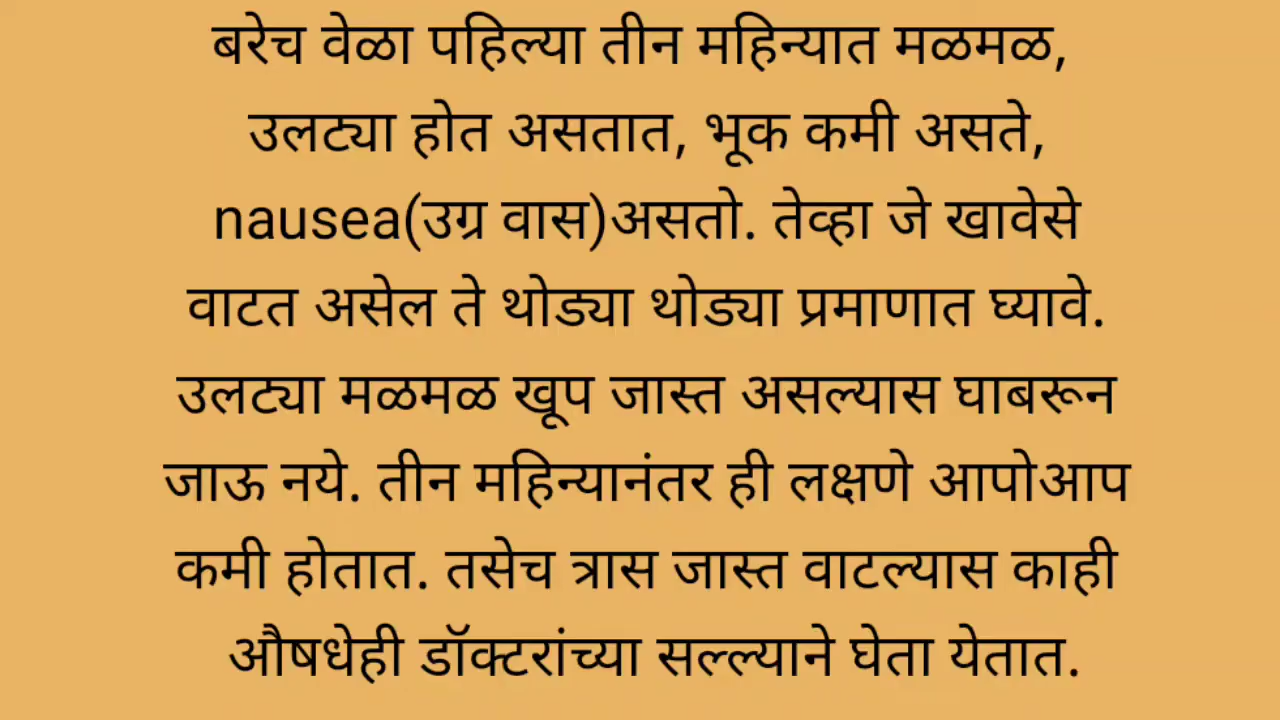 बरेच वेळा पहिल्या तीन महिन्यात मळमळ,
उलट्या होत असतात, भूक कमी असते,
nausea(उग्र वास)असतो. तेव्हा जे खावेसे
वाटत असेल ते थोड्या थोड्या प्रमाणात घ्यावे.
उलट्या मळमळ खूप जास्त असल्यास घाबरून
जाऊ नये. तीन महिन्यानंतर ही लक्षणे आपोआप
कमी होतात. तसेच त्रास जास्त वाटल्यास काही
औषधेही डॉक्टरांच्या सल्ल्याने घेता येतात.